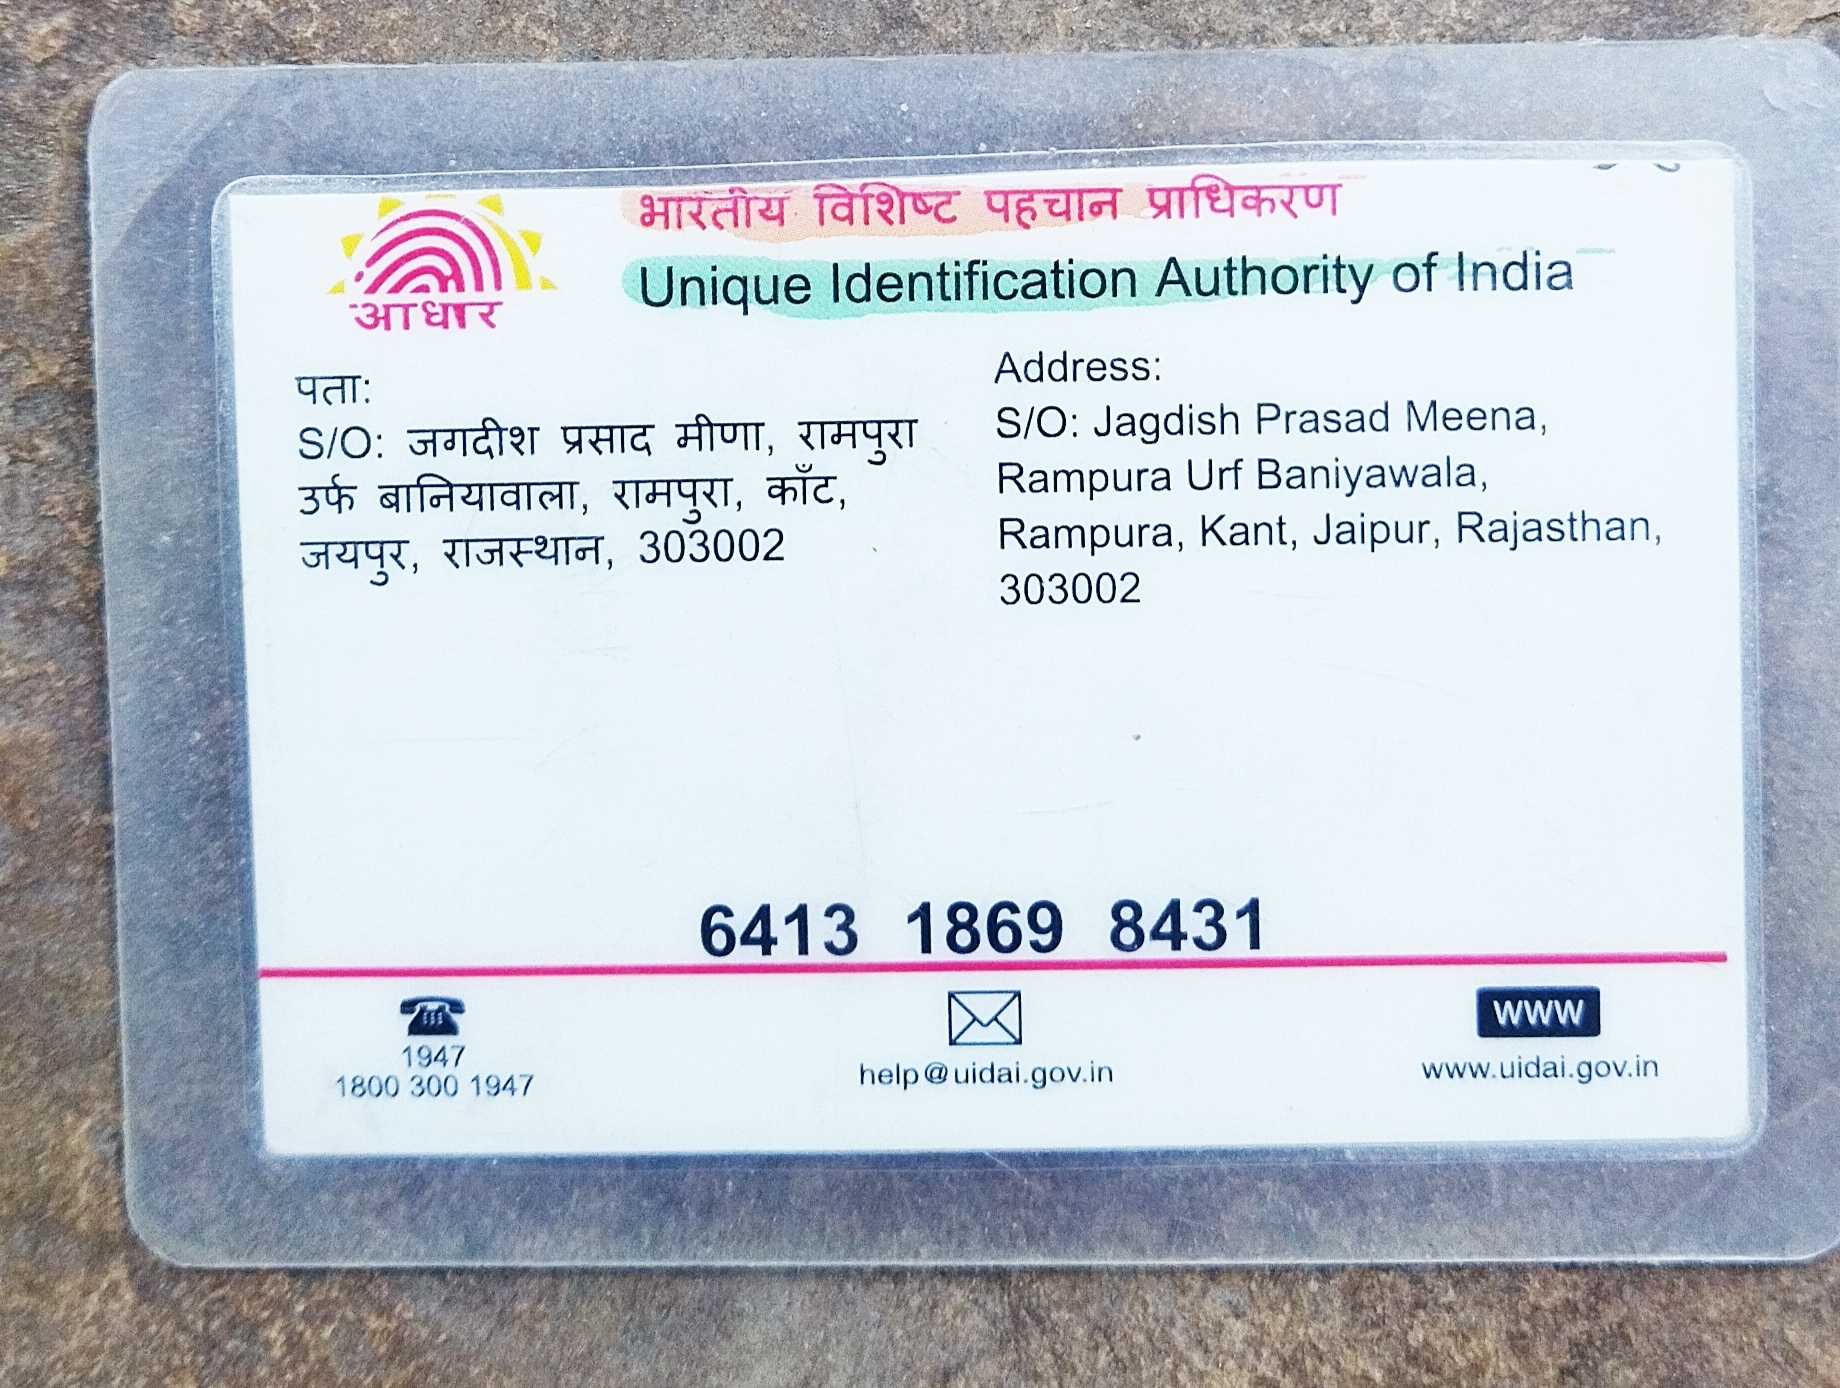 भारतीय विशिष्ट पहचान प्राधिकरण
Unique Identification Authority of India
आधार
पता:
S/O: जगदीश प्रसाद मीणा, रामपुरा
उर्फ बानियावाला, रामपुरा, काँट,
जयपुर, राजस्थान, 303002
Address:
S/O: Jagdish Prasad Meena,
Rampura Urf Baniyawala,
Rampura, Kant, Jaipur, Rajasthan,
303002
6413 1869 8431
1947
1800 300 1947
help@uidai.gov.in
www
www.uidai.gov.in